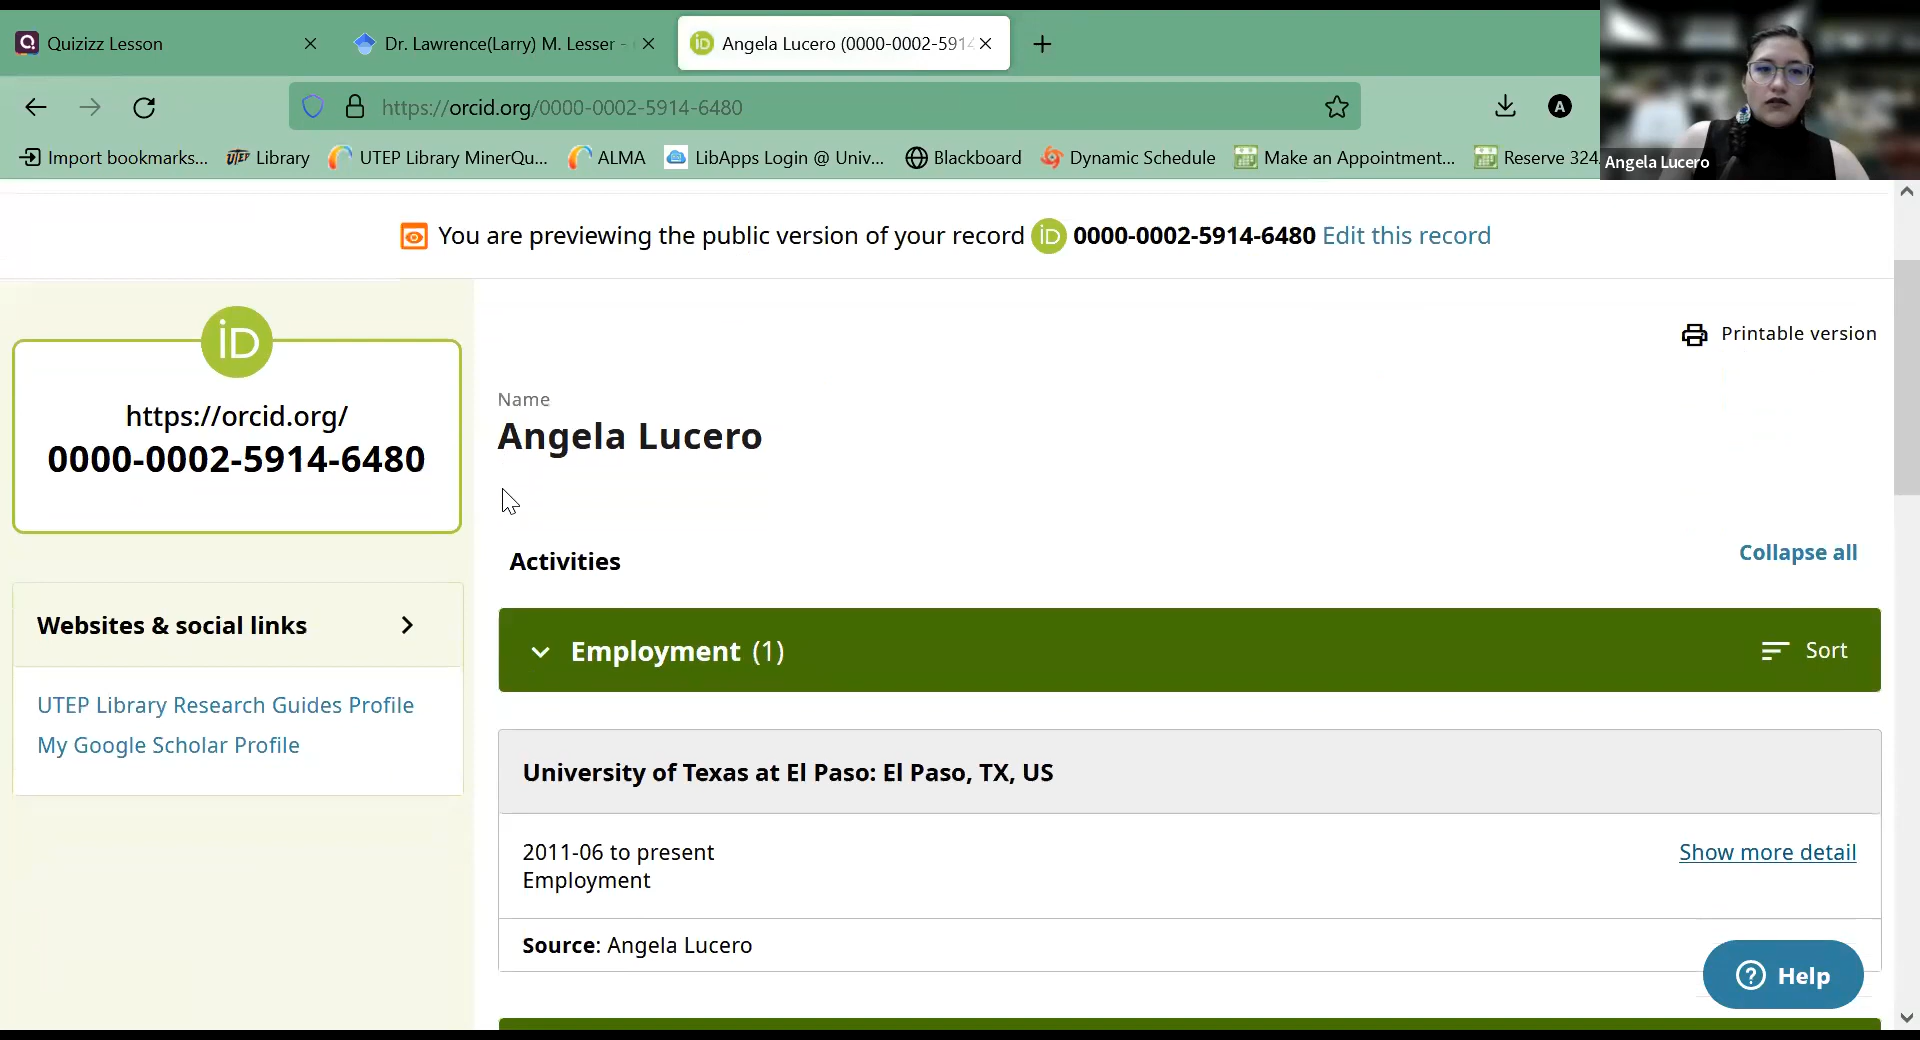 Quizizz Lesson
Dr. Lawrence(Larry) M. Lesser -
iD Angela Lucero (0000-0002-5914
https://orcid.org/0000-0002-5914-6480
A
Import bookmarks...
UTEP Library
UTEP Library MinerQu...
ALMA
LibApps Login @ Univ...
Blackboard
Dynamic Schedule
Make an Appointment...
Reserve 324
Angela Lucero
You are previewing the public version of your record iD 0000-0002-5914-6480 Edit this record
iD
https://orcid.org/
0000-0002-5914-6480
Websites & social links
UTEP Library Research Guides Profile
My Google Scholar Profile
Printable version
Name
Angela Lucero
Activities
Collapse all
Employment (1)
Sort
University of Texas at El Paso: El Paso, TX, US
2011-06 to present
Show more detail
Employment
Source: Angela Lucero
? Help